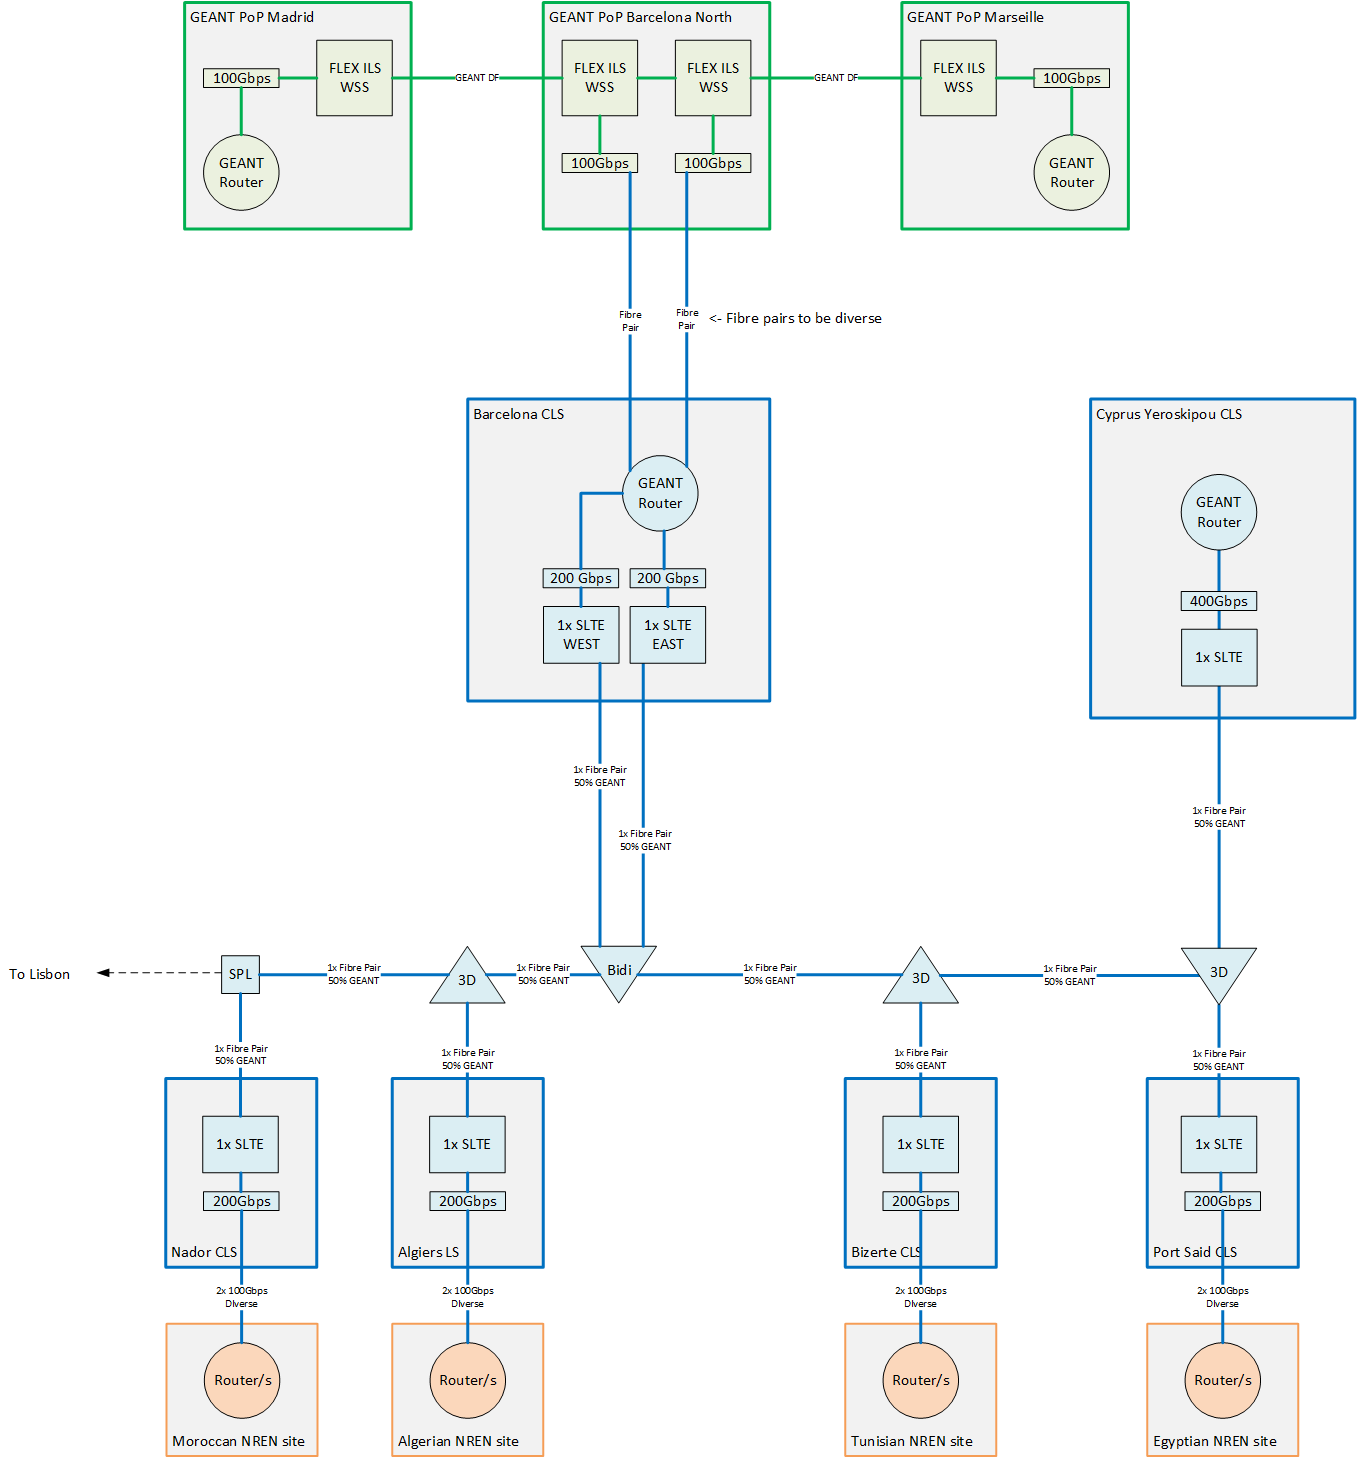 GEANT PoP Madrid
GEANT PoP Barcelona North
GEANT PoP Marseille
100Gbps
FLEX ILS
WSS
GEANT DF
FLEX ILS
WSS
FLEX ILS
WSS
GEANT DF
FLEX ILS
WSS
100Gbps
GEANT
Router
100Gbps
100Gbps
GEANT
Router
Fibre
Pair
Fibre
Pair
<- Fibre pairs to be diverse
Barcelona CLS
GEANT
Router
200 Gbps
200 Gbps
1x SLTE
WEST
1x SLTE
EAST
Cyprus Yeroskipou CLS
GEANT
Router
400Gbps
1x SLTE
1x Fibre Pair
50% GEANT
1x Fibre Pair
50% GEANT
1x Fibre Pair
50% GEANT
To Lisbon
SPL
1x Fibre Pair
50% GEANT
3D
1x Fibre Pair
50% GEANT
Bidi
1x Fibre Pair
50% GEANT
3D
1x Fibre Pair
50% GEANT
3D
1x Fibre Pair
50% GEANT
1x Fibre Pair
50% GEANT
1x Fibre Pair
50% GEANT
1x Fibre Pair
50% GEANT
1x SLTE
200Gbps
Nador CLS
1x SLTE
200Gbps
Algiers LS
1x SLTE
200Gbps
Bizerte CLS
1x SLTE
200Gbps
Port Said CLS
2x 100Gbps
DIverse
2x 100Gbps
DIverse
2x 100Gbps
DIverse
2x 100Gbps
DIverse
Router/s
Moroccan NREN site
Router/s
Algerian NREN site
Router/s
Tunisian NREN site
Router/s
Egyptian NREN site